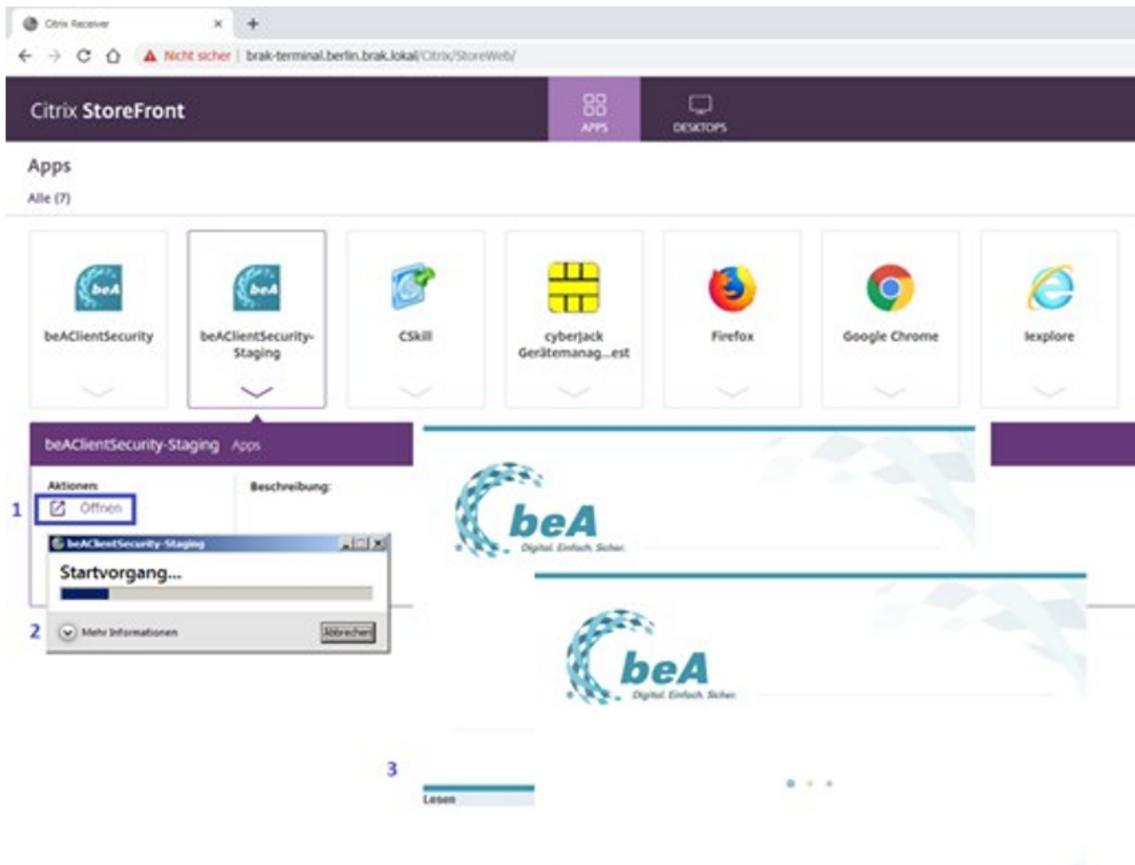 Citrix Receiver
Nicht sicher | brak-terminal.berlin.brak.lokal/Citrix/StoreWeb/
Citrix StoreFront
APPS
DESKTOPS
Apps
Alle (7)
beA
beAClientSecurity
beA
beAClientSecurity-
Staging
CSkill
cyberJack
Gerätemanag...est
Firefox
Google Chrome
Iexplore
beAClientSecurity-Staging Apps
Aktionen:
Beschreibung:
1
Öffnen
beAClientSecurity-Staging
Startvorgang...
2
Mehr Informationen
Abbrechen
beA
Digital. Einfach. Sicher.
beA
Digital. Einfach. Sicher.
3
Lesen